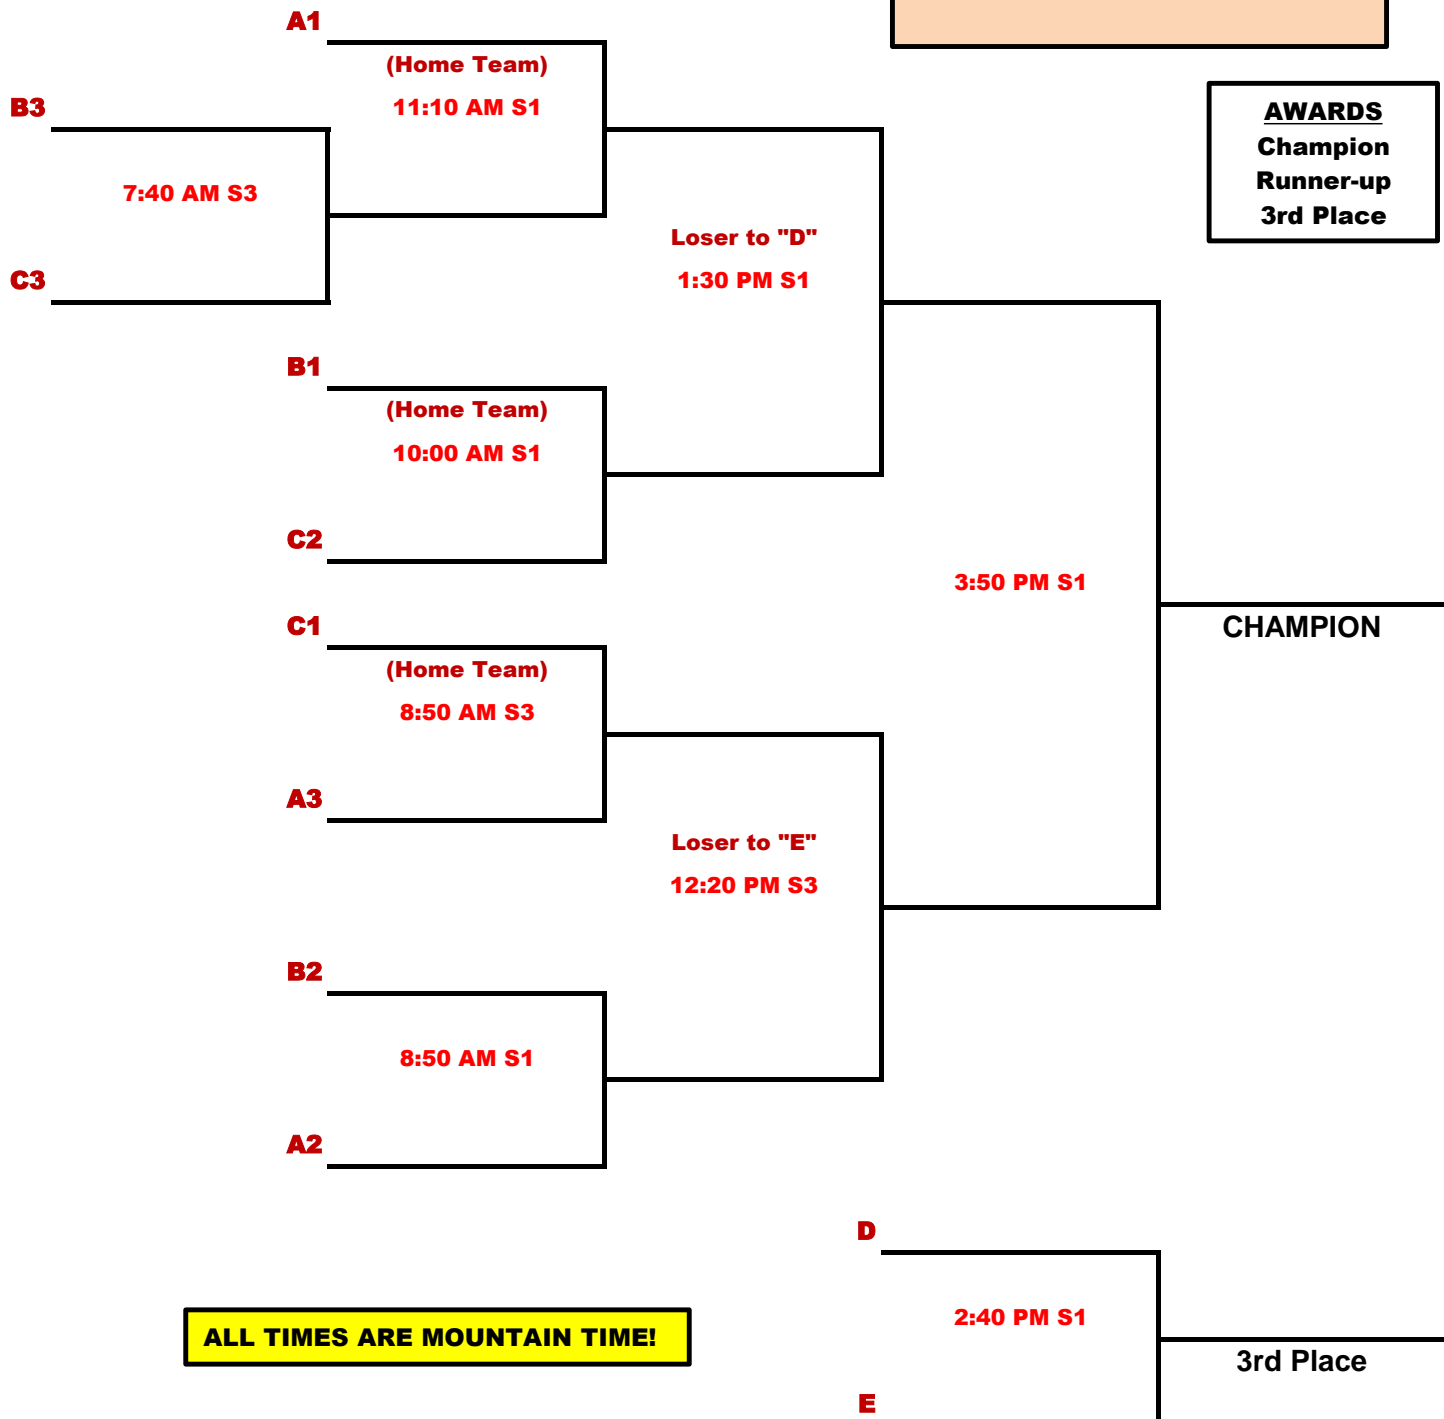 A1
(Home Team)
11:10 AM S1
B3
7:40 AM S3
C3
AWARDS
Champion
Runner-up
3rd Place
Loser to "D"
1:30 PM S1
B1
(Home Team)
10:00 AM S1
C2
3:50 PM S1
CHAMPION
C1
(Home Team)
8:50 AM S3
A3
Loser to "E"
12:20 PM S3
B2
8:50 AM S1
A2
D
2:40 PM S1
3rd Place
E
ALL TIMES ARE MOUNTAIN TIME!